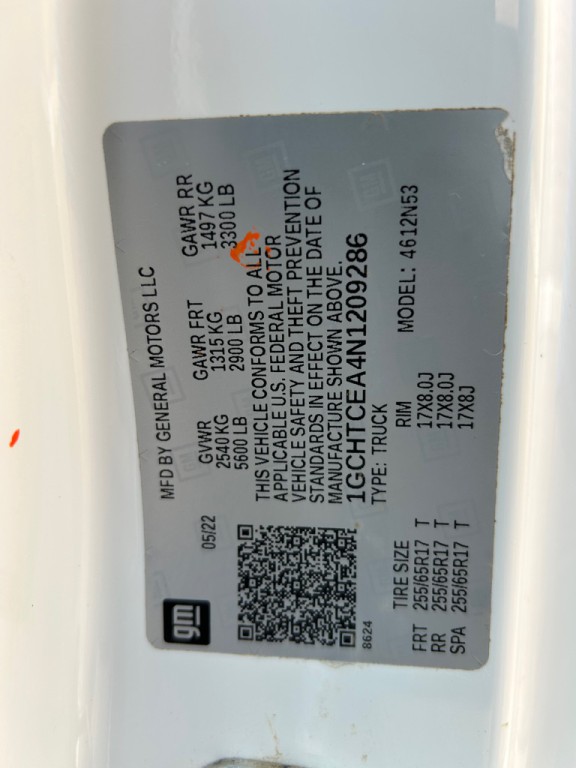 gm
MFD BY GENERAL MOTORS LLC
05/22
GVWR GAWR FRT GAWR RR
2540 KG 1315 KG 1497 KG
5600 LB 2900 LB 3300 LB
THIS VEHICLE CONFORMS TO ALL
APPLICABLE U.S. FEDERAL MOTOR
VEHICLE SAFETY AND THEFT PREVENTION
STANDARDS IN EFFECT ON THE DATE OF
MANUFACTURE SHOWN ABOVE.
1GCHTCEA4N1209286
8624
TYPE: TRUCK
MODEL: 4612N53
TIRE SIZE RIM
FRT 255/65R17 T 17X8.0J
RR 255/65R17 T 17X8.0J
SPA 255/65R17 T 17X8J